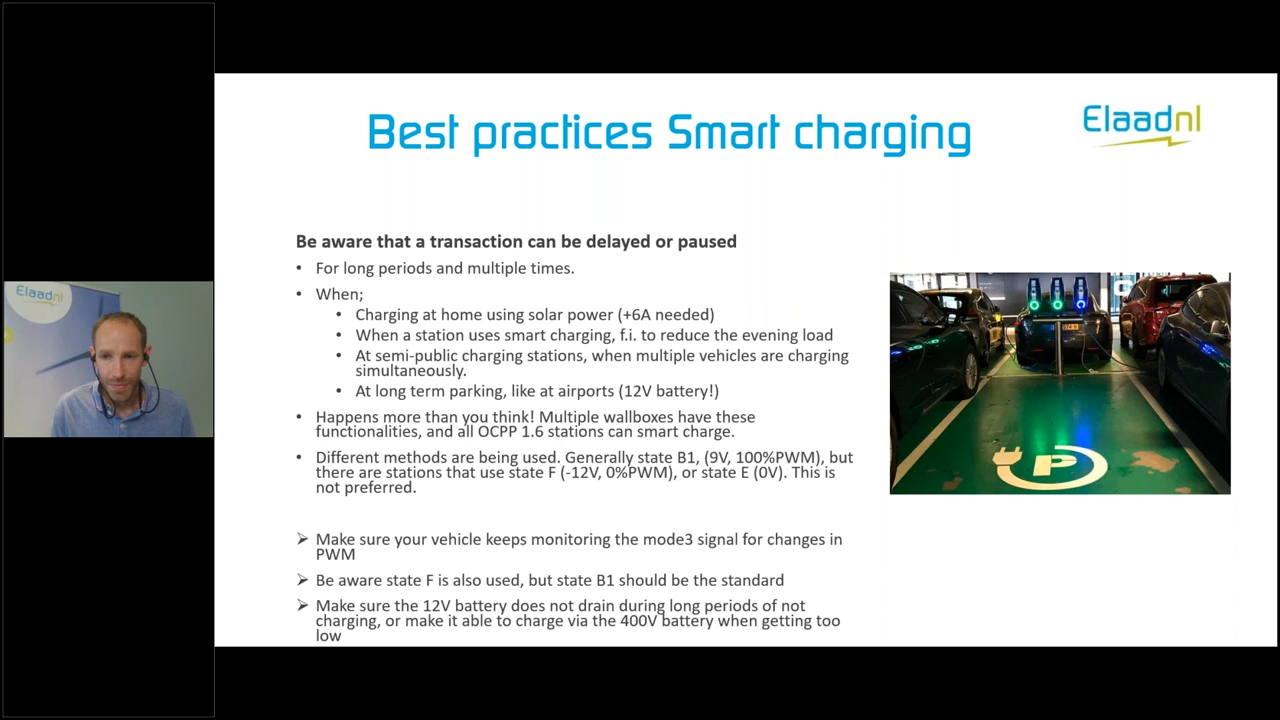 Best practices Smart charging
Elaadnl
Be aware that a transaction can be delayed or paused
• For long periods and multiple times.
• When;
• Charging at home using solar power (+6A needed)
• When a station uses smart charging, f.i. to reduce the evening load
• At semi-public charging stations, when multiple vehicles are charging
simultaneously.
• At long term parking, like at airports (12V battery!)
• Happens more than you think! Multiple wallboxes have these
functionalities, and all OCPP 1.6 stations can smart charge.
• Different methods are being used. Generally state B1, (9V, 100%PWM), but
there are stations that use state F (-12V, 0%PWM), or state E (0V). This is
not preferred.
➢ Make sure your vehicle keeps monitoring the mode3 signal for changes in
PWM
➢ Be aware state F is also used, but state B1 should be the standard
➢ Make sure the 12V battery does not drain during long periods of not
charging, or make it able to charge via the 400V battery when getting too
low
Elaadnl
P